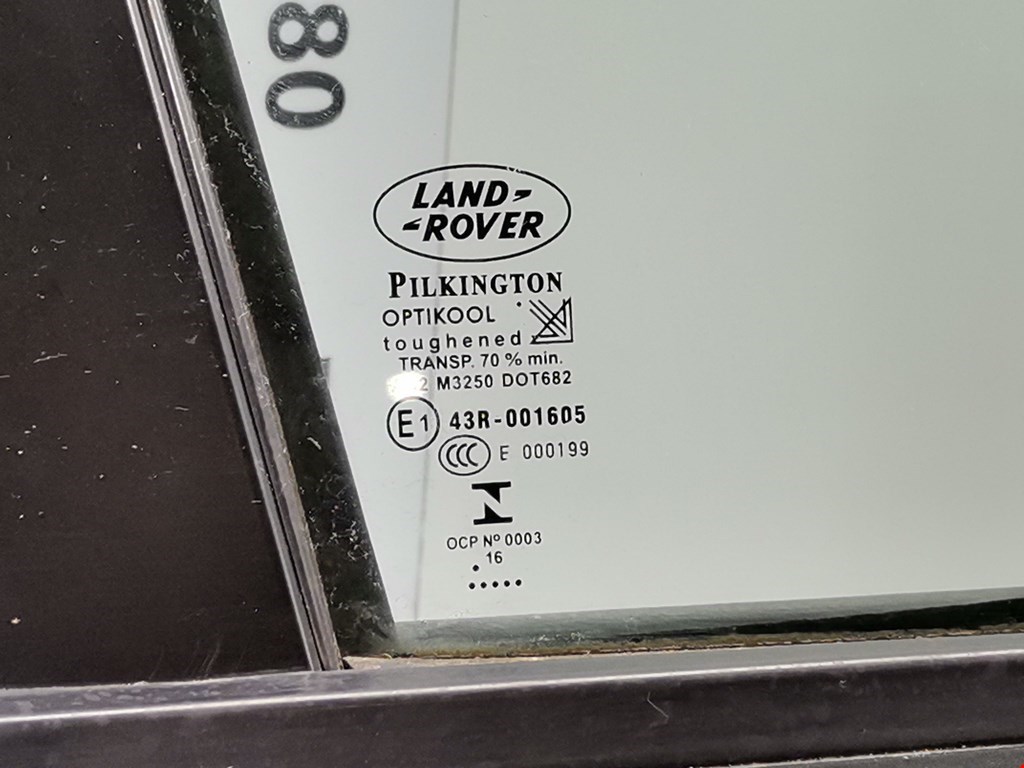 80
LAND
ROVER
PILKINGTON
OPTIKOOL
toughened
TRANSP. 70 % min.
M3250 DOT682
E1 43R-001605
CCC E 000199
OCP Nº 0003
16